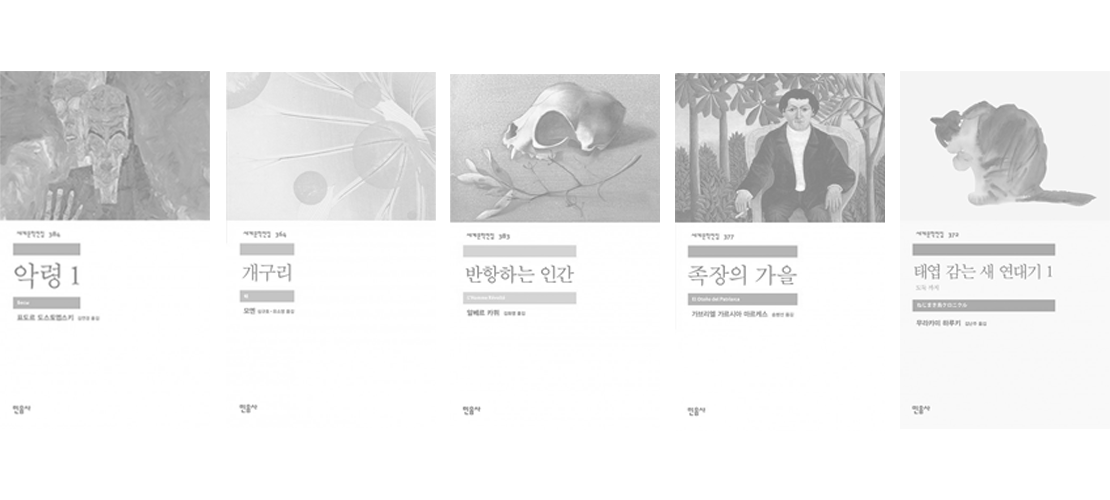 세계문학전집 384
악령 1
Бесы
표도르 도스토옙스키 김연경 옮김
민음사
세계문학전집 364
개구리
蛙
모옌 심규호·유소영 옮김
민음사
세계문학전집 383
반항하는 인간
L'Homme Révolté
알베르 카뮈 김화영 옮김
민음사
세계문학전집 377
족장의 가을
El Otoño del Patriarca
가브리엘 가르시아 마르케스 송병선 옮김
민음사
세계문학전집 372
태엽 감는 새 연대기 1
도둑 까치
ねじまき鳥クロニクル
무라카미 하루키 김난주 옮김
민음사